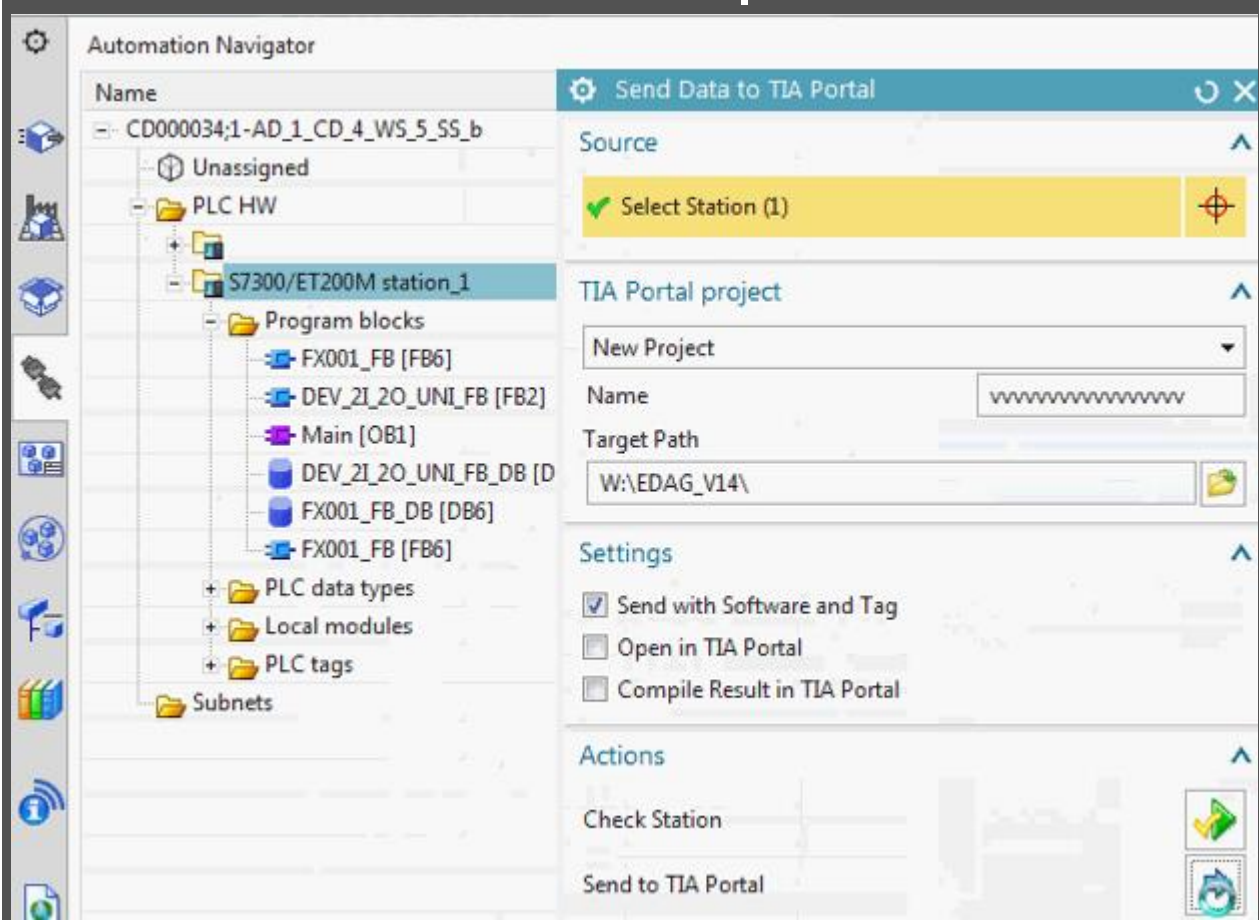 Automation Navigator
Name
CD000034;1-AD_1_CD_4_WS_5_SS_b
Unassigned
PLC HW
S7300/ET200M station_1
Program blocks
FX001_FB [FB6]
DEV_2I_2O_UNI_FB [FB2]
Main [OB1]
DEV_2I_2O_UNI_FB_DB [D
FX001_FB_DB [DB6]
FX001_FB [FB6]
PLC data types
Local modules
PLC tags
Subnets
Send Data to TIA Portal
Source
Select Station (1)
TIA Portal project
New Project
Name
Target Path
W:\EDAG_V14\
Settings
Send with Software and Tag
Open in TIA Portal
Compile Result in TIA Portal
Actions
Check Station
Send to TIA Portal